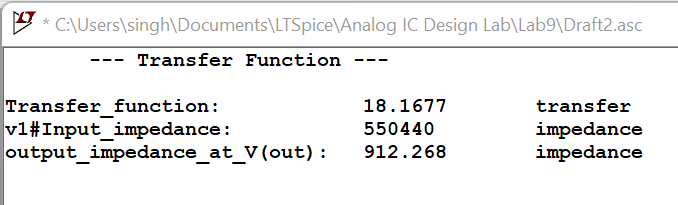 * C:\Users\singh\Documents\LTSpice\Analog IC Design Lab\Lab9\Draft2.asc
--- Transfer Function ---
Transfer_function: 18.1677 transfer
v1#Input_impedance: 550440 impedance
output_impedance_at_V(out): 912.268 impedance